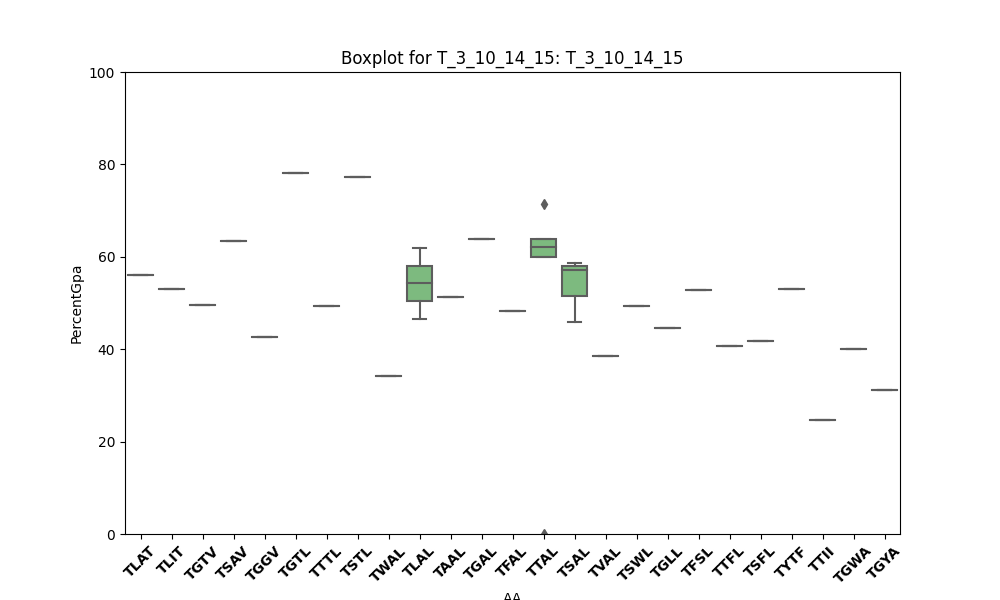 Boxplot for T_3_10_14_15: T_3_10_14_15
100
80
60
40
20
0
PercentGpa
TLAT TLIT TGTV TSAV TGGV TGTL TTTL TSTL TWAL TLAL TAAL TGAL TFAL TTAL TSAL TVAL TSWL TGLL TFSL TTFL TSFL TYTF TTII TGWA TGYA
AA